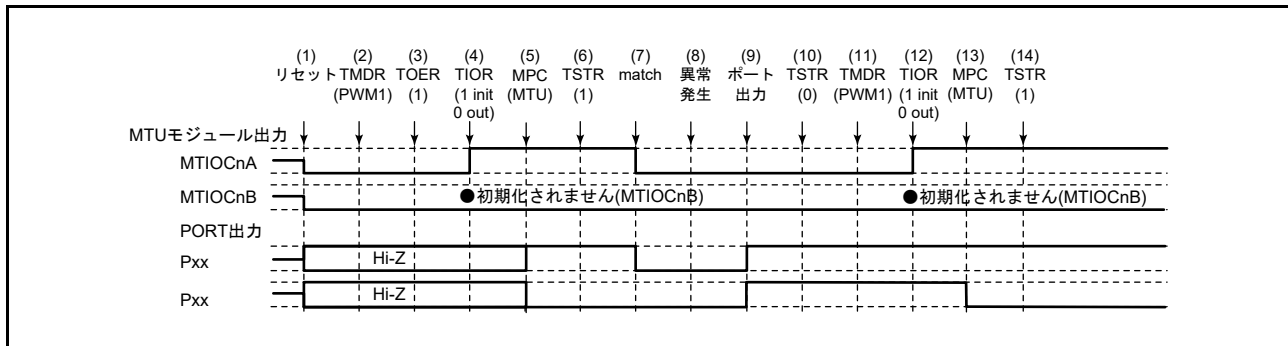 (1) (2) (3) (4) (5) (6) (7) (8) (9) (10) (11) (12) (13) (14)
リセット TMDR TOER TIOR MPC TSTR match 異常 ポート TSTR TMDR TIOR MPC TSTR
(PWM1) (1) (1 init (MTU) (1) 発生 出力 (0) (PWM1) (1 init (MTU) (1)
0 out) 0 out)
MTUモジュール出力
MTIOCnA
MTIOCnB ●初期化されません(MTIOCnB) ●初期化されません(MTIOCnB)
PORT出力
Pxx Hi-Z
Pxx Hi-Z